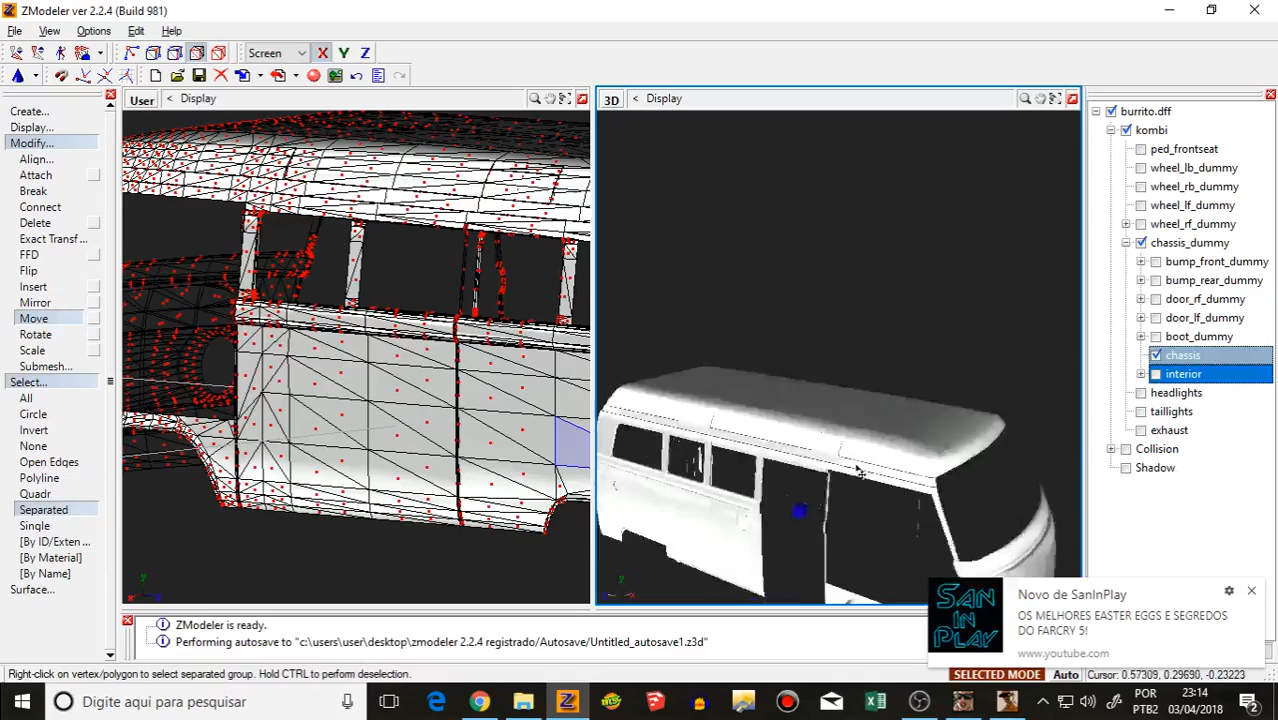 ZModeler ver 2.2.4 (Build 981)
File View Options Edit Help
Screen X Y Z
User < Display
3D < Display
Create...
Display...
Modify...
Align...
Attach
Break
Connect
Delete
Exact Transf ...
FFD
Flip
Insert
Mirror
Move
Rotate
Scale
Submesh...
Select...
All
Circle
Invert
None
Open Edges
Polyline
Quadr
Separated
Single
[By ID/Exten ...
[By Material]
[By Name]
Surface...
burrito.dff
kombi
ped_frontseat
wheel_lb_dummy
wheel_rb_dummy
wheel_lf_dummy
wheel_rf_dummy
chassis_dummy
bump_front_dummy
bump_rear_dummy
door_rf_dummy
door_lf_dummy
boot_dummy
chassis
interior
headlights
taillights
exhaust
Collision
Shadow
y
y
ZModeler is ready.
Performing autosave to "c:\users\user\desktop\zmodeler 2.2.4 registrado/Autosave/Untitled_autosave1.z3d"
SAN
IN
PLAY
Novo de SanInPlay
OS MELHORES EASTER EGGS E SEGREDOS
DO FARCRY 5!
www.youtube.com
Right-click on vertex/polygon to select separated group. Hold CTRL to perform deselection.
SELECTED MODE Auto Cursor: 0.57309, 0.29690, -0.23223
Digite aqui para pesquisar
POR
PTB2
23:14
03/04/2018
2